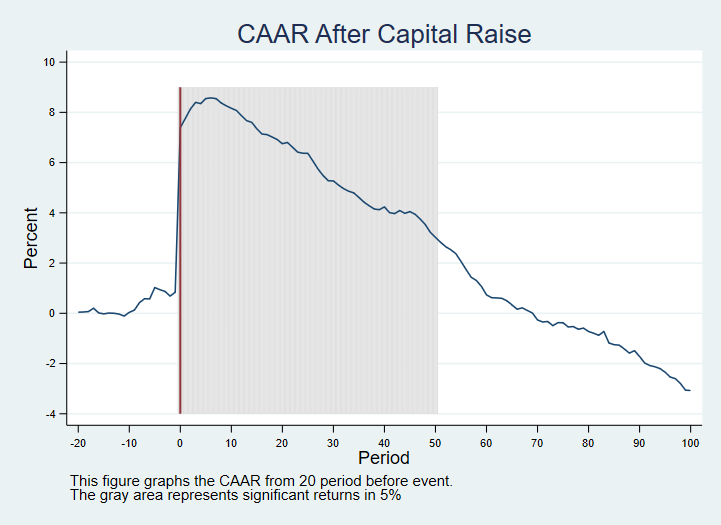 CAAR After Capital Raise
10
8
6
4
2
0
-2
-4
Percent
-20 -10 0 10 20 30 40 50 60 70 80 90 100
Period
This figure graphs the CAAR from 20 period before event.
The gray area represents significant returns in 5%